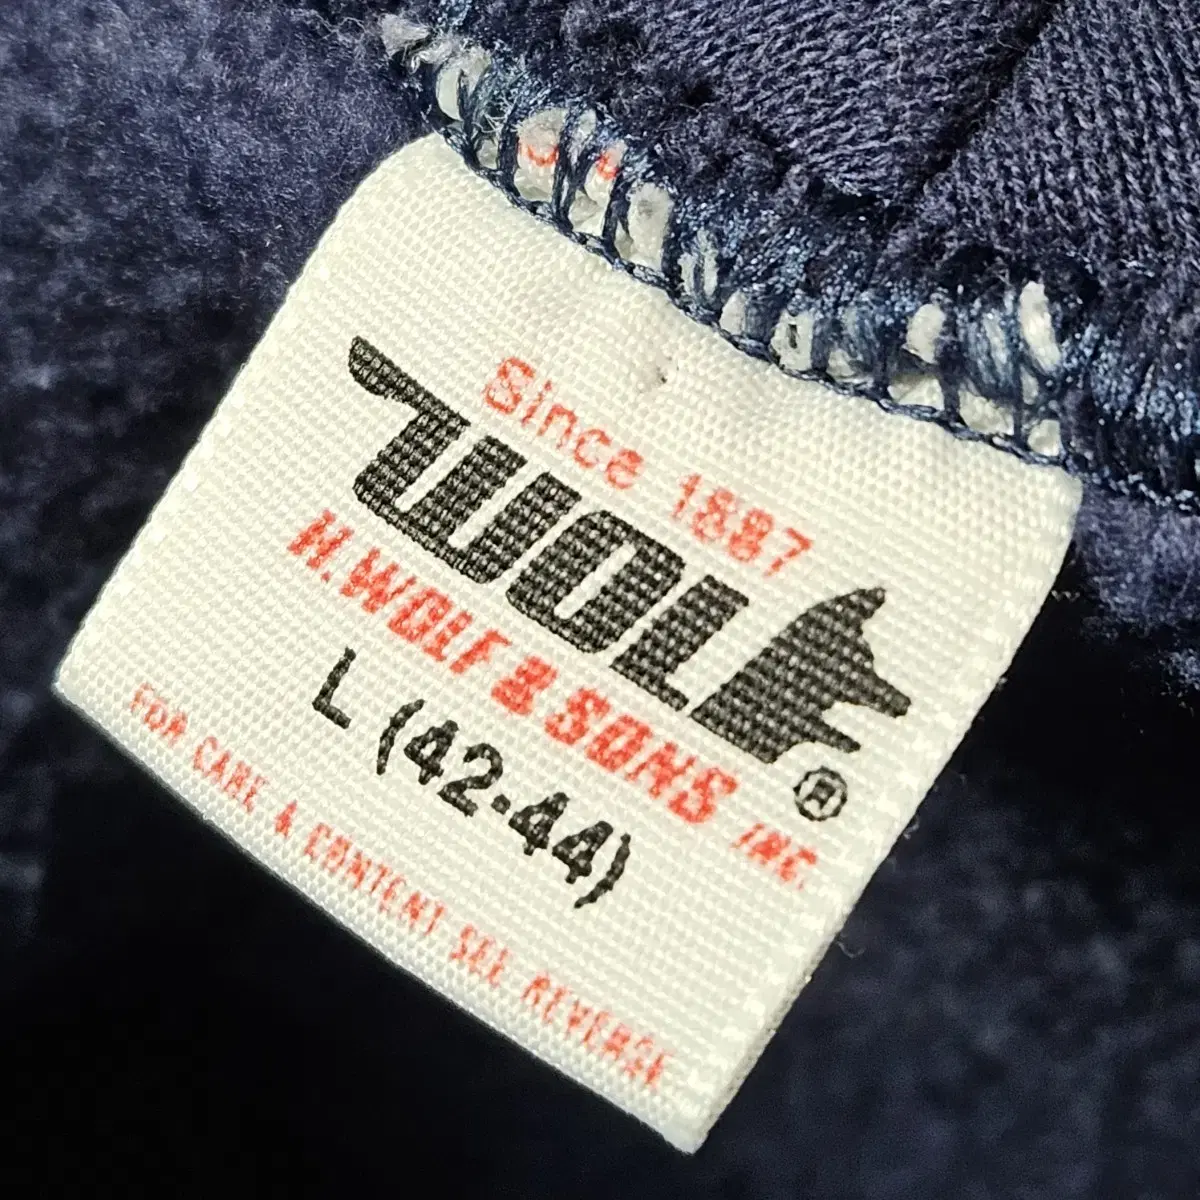 Since 1887
WOLF®
H.WOLF & SONS INC.
L (42-44)
FOR CARE & CONTENT SEE REVERSE